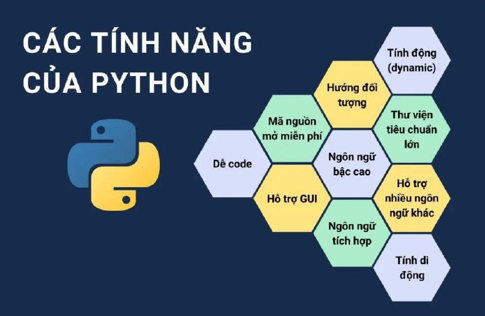 CÁC TÍNH NĂNG
CỦA PYTHON
Dễ code
Mã nguồn
mở miễn phí
Hỗ trợ GUI
Hướng đối
tượng
Ngôn ngữ
bậc cao
Ngôn ngữ
tích hợp
Tính động
(dynamic)
Thư viện
tiêu chuẩn
lớn
Hỗ trợ
nhiều ngôn
ngữ khác
Tính di
động